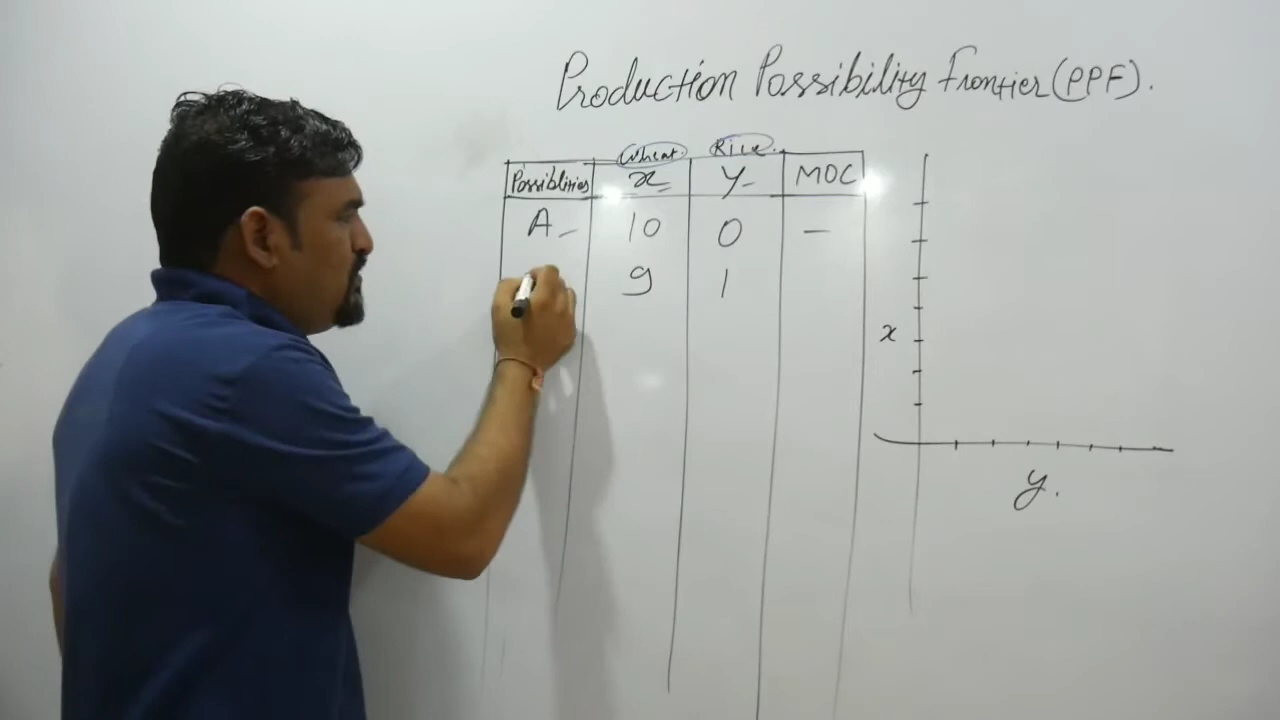 Production Possibility Frontier (PPF).
Wheat. Rice.
Possiblities x y MOC
A - 10 0 -
9 1
x
y.